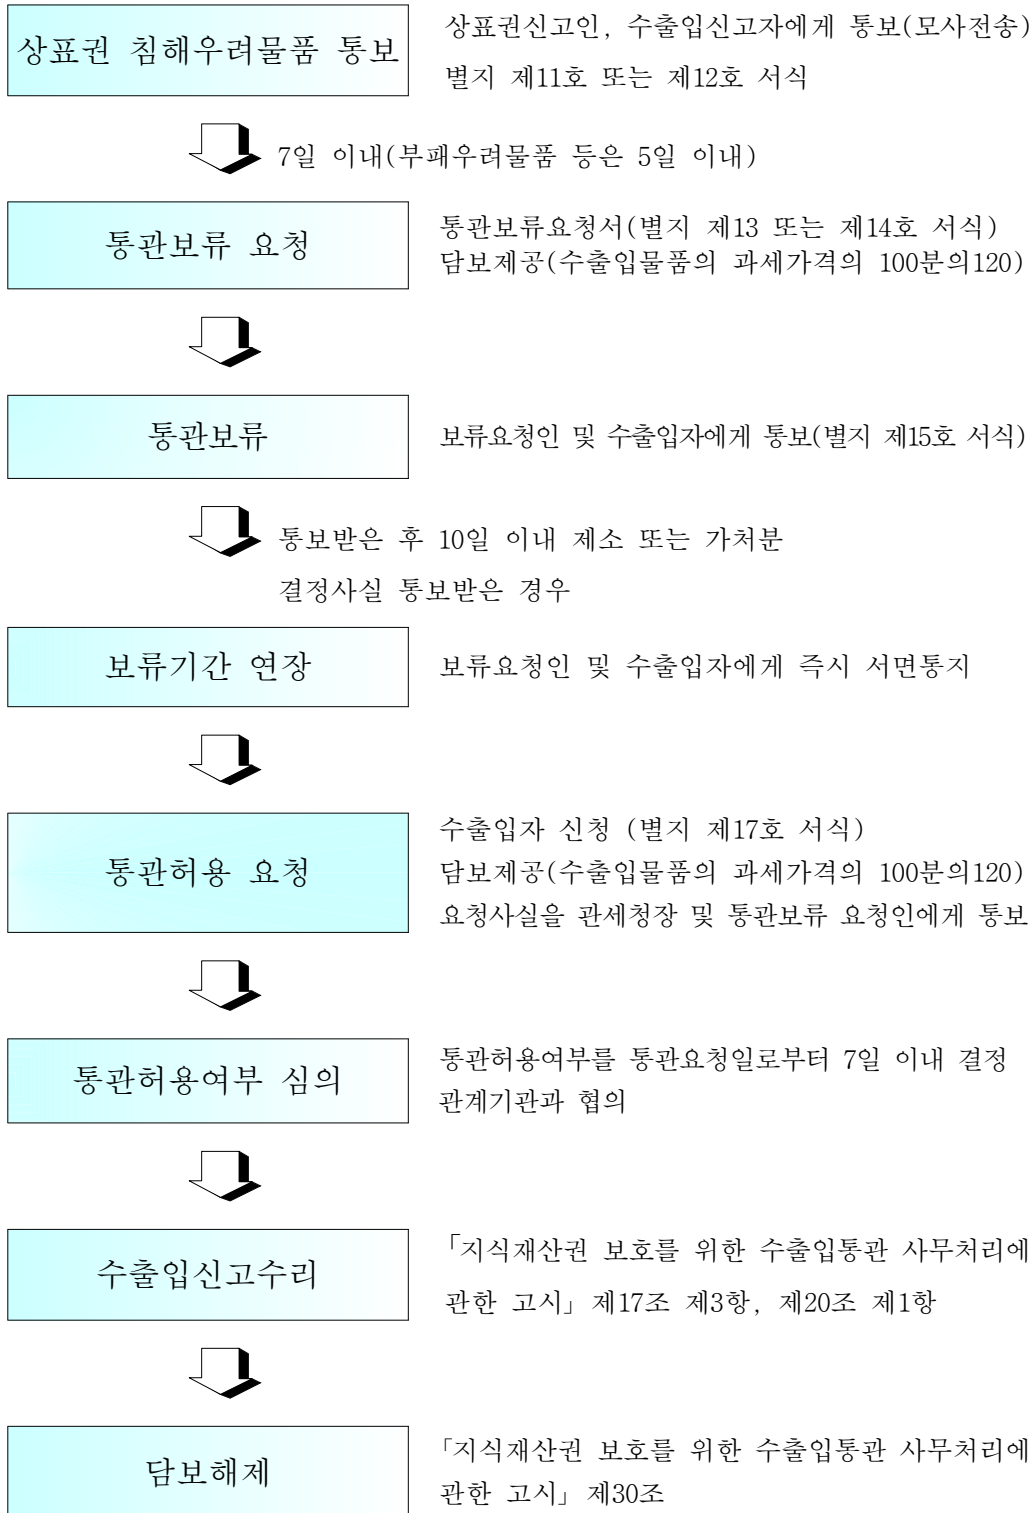 상표권 침해우려물품 통보
상표권신고인, 수출입신고자에게 통보(모사전송)
별지 제11호 또는 제12호 서식
7일 이내(부패우려물품 등은 5일 이내)
통관보류 요청
통관보류요청서(별지 제13 또는 제14호 서식)
담보제공(수출입물품의 과세가격의 100분의120)
통관보류
보류요청인 및 수출입자에게 통보(별지 제15호 서식)
통보받은 후 10일 이내 제소 또는 가처분
결정사실 통보받은 경우
보류기간 연장
보류요청인 및 수출입자에게 즉시 서면통지
통관허용 요청
수출입자 신청 (별지 제17호 서식)
담보제공(수출입물품의 과세가격의 100분의120)
요청사실을 관세청장 및 통관보류 요청인에게 통보
통관허용여부 심의
통관허용여부를 통관요청일로부터 7일 이내 결정
관계기관과 협의
수출입신고수리
「지식재산권 보호를 위한 수출입통관 사무처리에
관한 고시」제17조 제3항, 제20조 제1항
담보해제
「지식재산권 보호를 위한 수출입통관 사무처리에
관한 고시」제30조